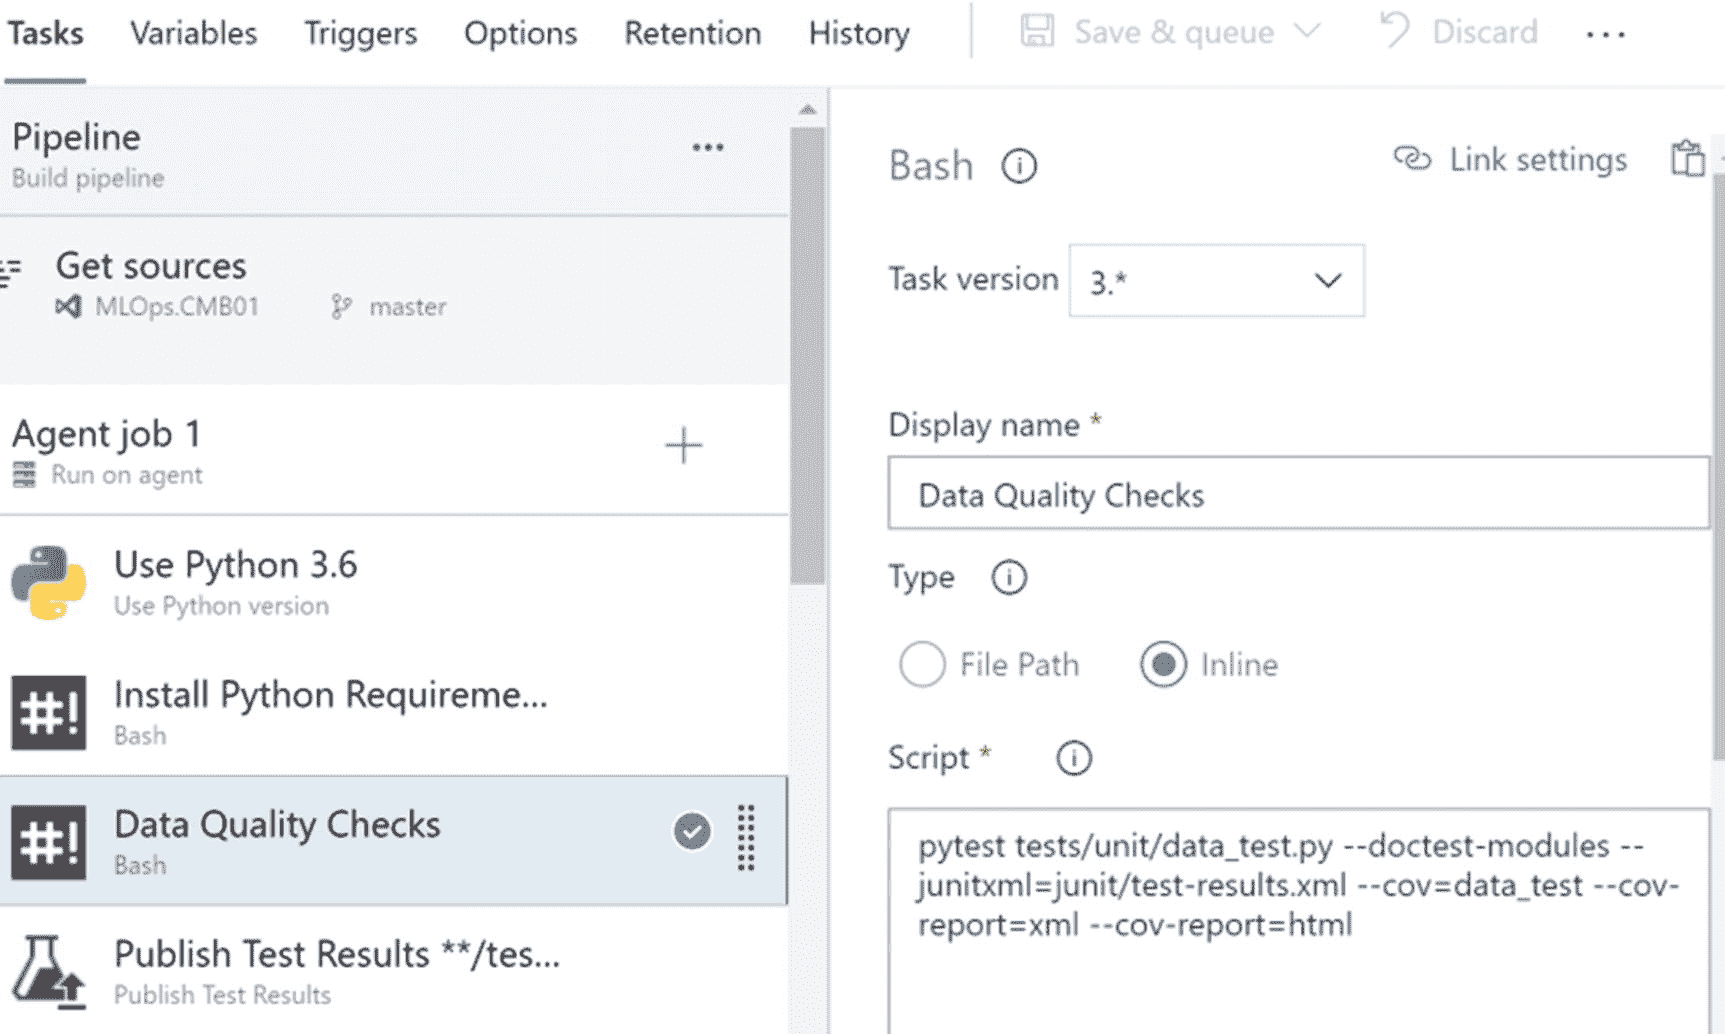 Tasks Variables Triggers Options Retention History Save & queue Discard ...
Pipeline
Build pipeline
Get sources
MLOps.CMB01 master
Agent job 1
Run on agent
Use Python 3.6
Use Python version
#! Install Python Requireme...
Bash
#! Data Quality Checks
Bash
Publish Test Results **/tes...
Publish Test Results
Bash
Link settings
Task version 3.*
Display name *
Data Quality Checks
Type
File Path Inline
Script *
pytest tests/unit/data_test.py --doctest-modules --
junitxml=junit/test-results.xml --cov=data_test --cov-
report=xml --cov-report=html